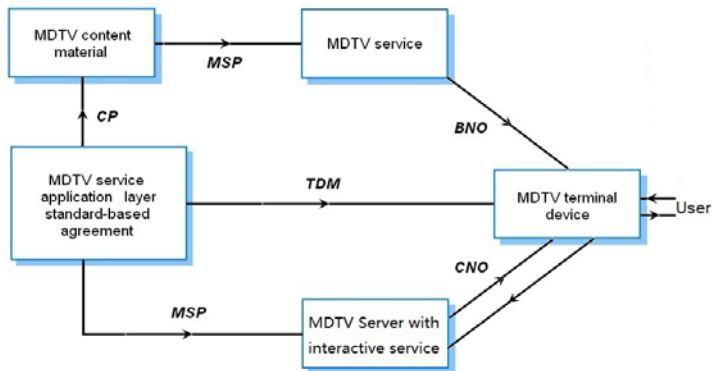 MDTV content
material
MSP
MDTV service
CP
BNO
MDTV service
application layer
standard-based
agreement
TDM
MDTV terminal
device
User
CNO
MSP
MDTV Server with
interactive service